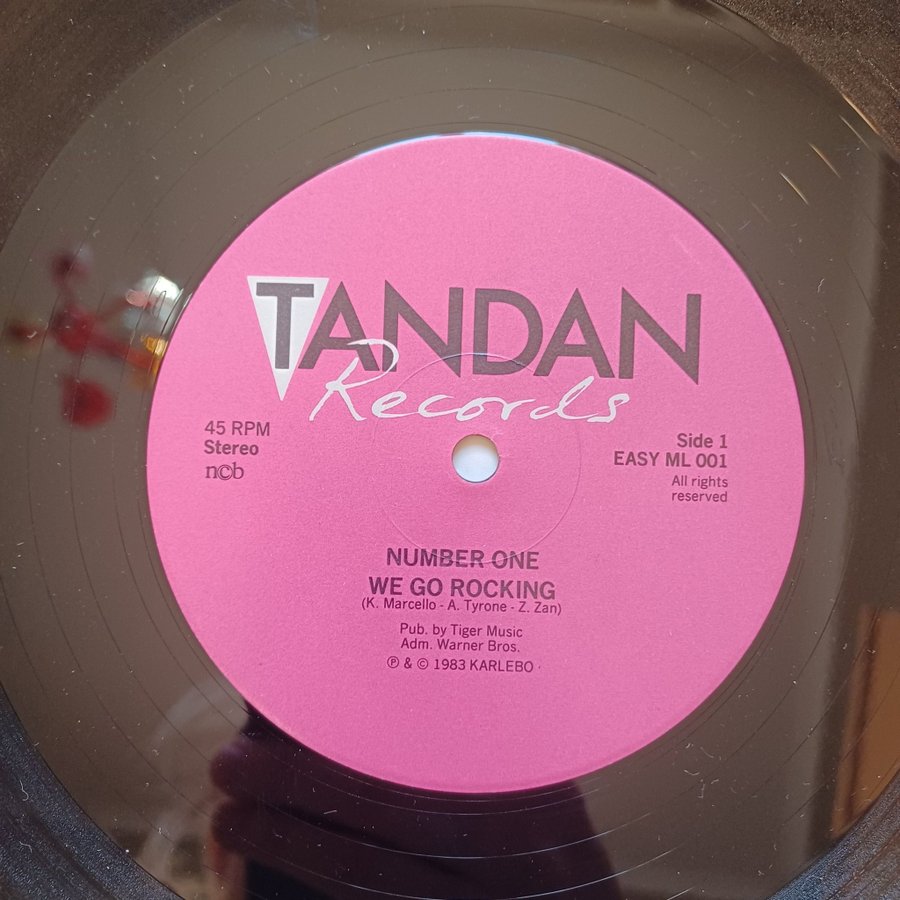 TANDAN
Records
45 RPM
Stereo
ncb
Side 1
EASY ML 001
All rights
reserved
NUMBER ONE
WE GO ROCKING
(K. Marcello - A. Tyrone - Z. Zan)
Pub. by Tiger Music
Adm. Warner Bros.
℗ & © 1983 KARLEBO